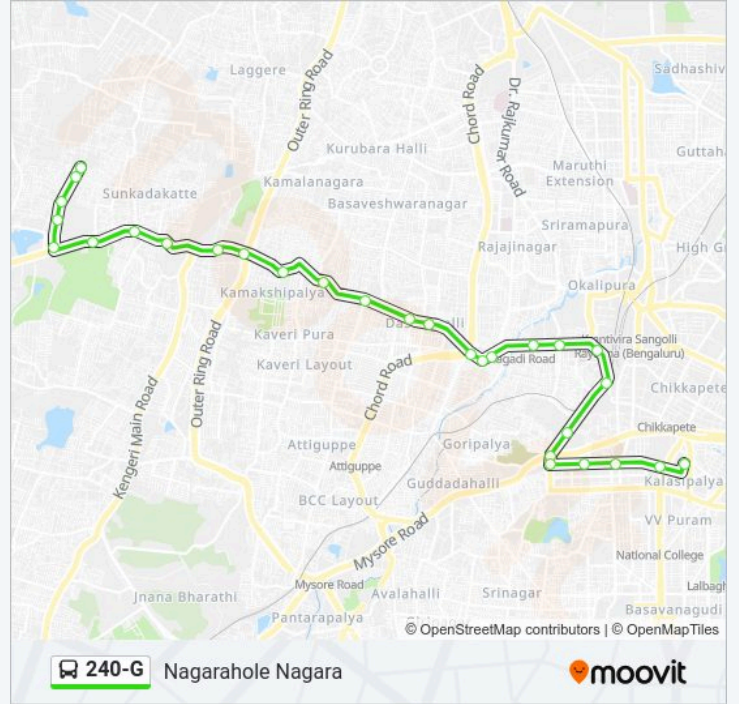 Laggere
Outer Ring Road
Chord Road
Dr. Rajkumar Road
Sadhashiv
Kurubara Halli
Guttah
Maruthi
Extension
Kamalanagara
Sunkadakatte
Basaveshwaranagar
Sriramapura
Rajajinagar
High Gr
Okalipura
Kamakshipalya
Kaveri Pura
Sangolli
(Bengaluru)
Road
Kaveri Layout
Chord Road
Outer Ring Road
Kengeri Main Road
Chikkapete
Chikkapete
Attiguppe
Goripalya
Attiguppe
Guddadahalli
Kalasipalya
BCC Layout
VV Puram
Mysore Road
National College
Mysore Road
Lalbagh
Jnana Bharathi
Avalahalli
Srinagar
Basavanagudi
Pantarapalya
© OpenStreetMap contributors | © OpenMapTiles
240-G Nagarahole Nagara
moovit